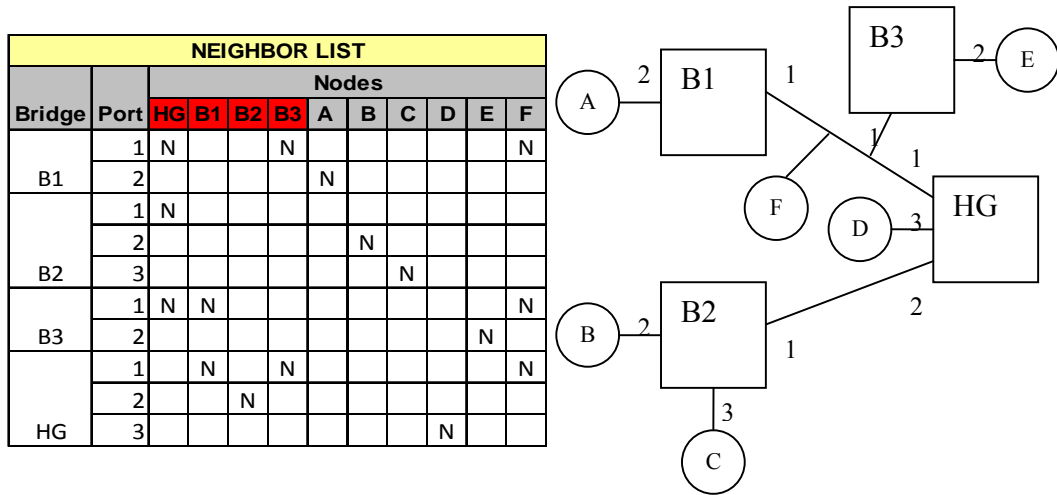 NEIGHBOR LIST
Nodes
Bridge Port HG B1 B2 B3 A B C D E F
1 N N N
B1 2 N
1 N
2 N
B2 3 N
1 N N N
B3 2 N
1 N N N
2 N
HG 3 N
B3
2 E
A 2 B1 1
1
1
F
D 3 HG
2
B 2 B2 1
3
C